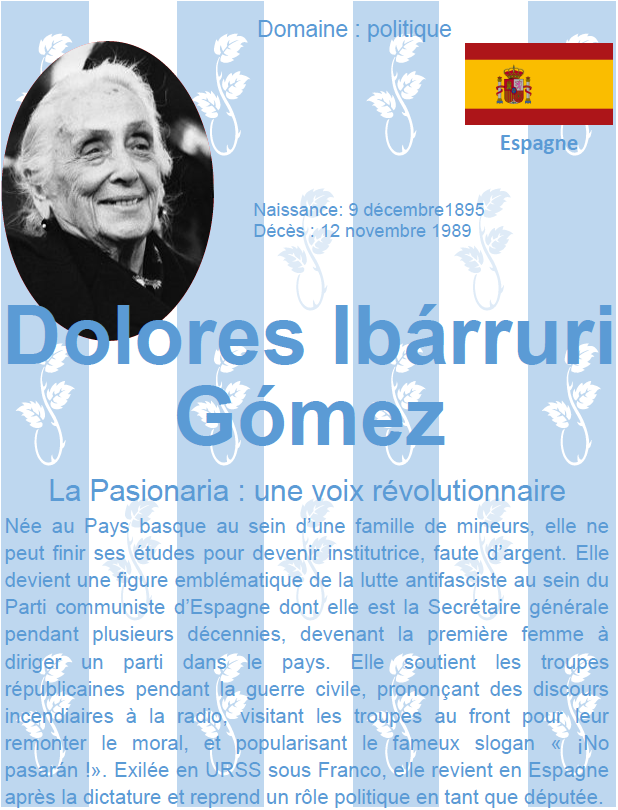 Domaine : politique
Espagne
Naissance: 9 décembre1895
Décès : 12 novembre 1989
Dolores Ibárruri
Gómez
La Pasionaria : une voix révolutionnaire
Née au Pays basque au sein d’une famille de mineurs, elle ne
peut finir ses études pour devenir institutrice, faute d’argent. Elle
devient une figure emblématique de la lutte antifasciste au sein du
Parti communiste d’Espagne dont elle est la Secrétaire générale
pendant plusieurs décennies, devenant la première femme à
diriger un parti dans le pays. Elle soutient les troupes
républicaines pendant la guerre civile, prononçant des discours
incendiaires à la radio, visitant les troupes au front pour leur
remonter le moral, et popularisant le fameux slogan « ¡No
pasarán !». Exilée en URSS sous Franco, elle revient en Espagne
après la dictature et reprend un rôle politique en tant que députée.